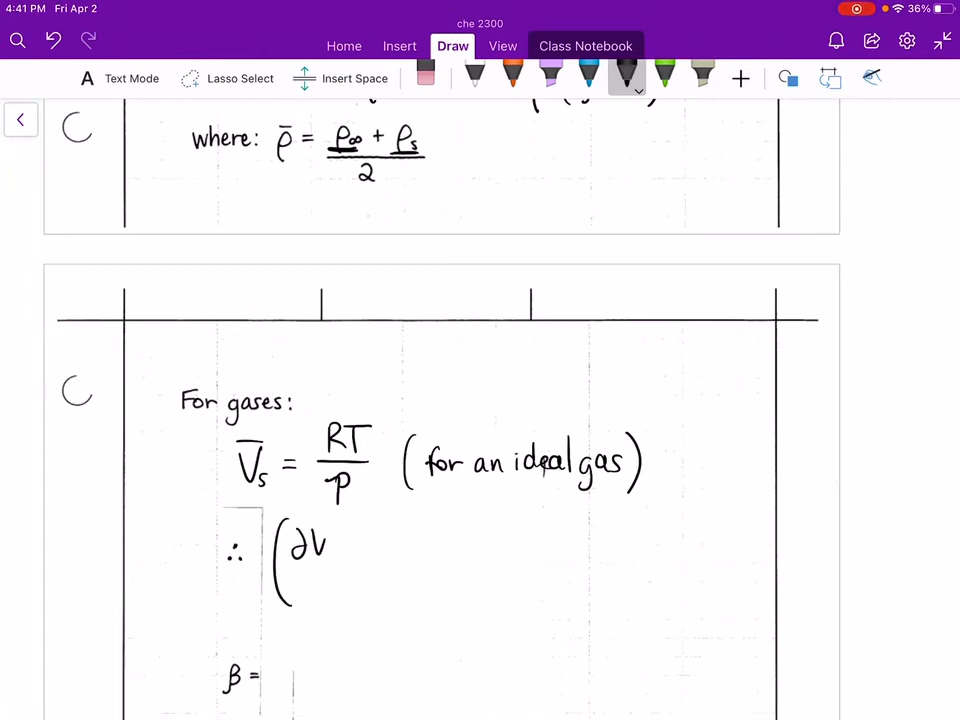 4:41 PM Fri Apr 2
36%
che 2300
Home Insert Draw View Class Notebook
A Text Mode Lasso Select Insert Space
where: ρ̄ = (ρ∞ + ρs) / 2
For gases:
V̄s = RT / P (for an ideal gas)
∴ (∂V
β =